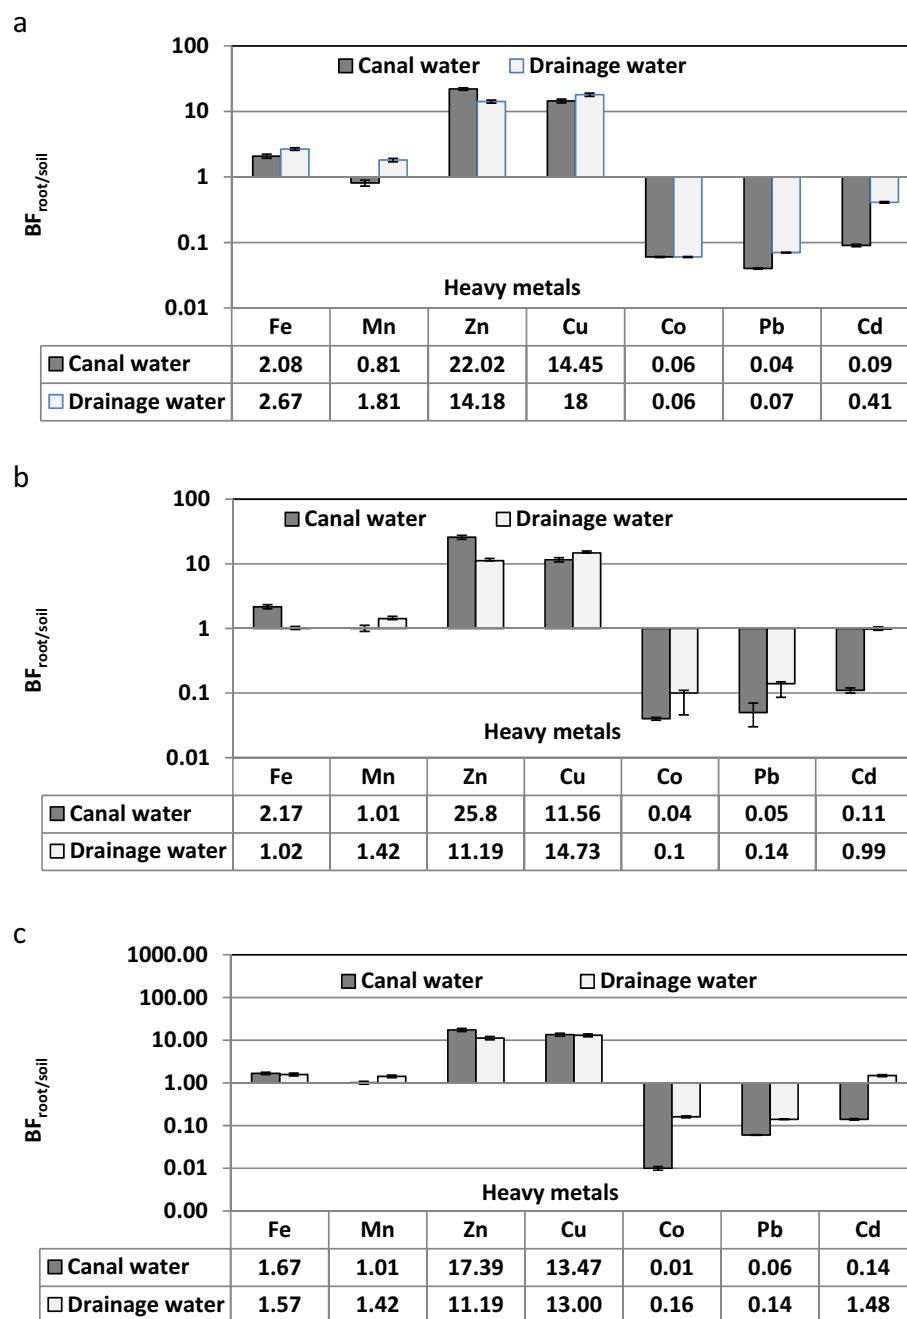 a
100
10
1
0.1
0.01
BFroot/soil
Canal water Drainage water
Heavy metals
Fe Mn Zn Cu Co Pb Cd
Canal water 2.08 0.81 22.02 14.45 0.06 0.04 0.09
Drainage water 2.67 1.81 14.18 18 0.06 0.07 0.41
b
100
10
1
0.1
0.01
BFroot/soil
Canal water Drainage water
Heavy metals
Fe Mn Zn Cu Co Pb Cd
Canal water 2.17 1.01 25.8 11.56 0.04 0.05 0.11
Drainage water 1.02 1.42 11.19 14.73 0.1 0.14 0.99
c
1000.00
100.00
10.00
1.00
0.10
0.01
0.00
BFroot/soil
Canal water Drainage water
Heavy metals
Fe Mn Zn Cu Co Pb Cd
Canal water 1.67 1.01 17.39 13.47 0.01 0.06 0.14
Drainage water 1.57 1.42 11.19 13.00 0.16 0.14 1.48